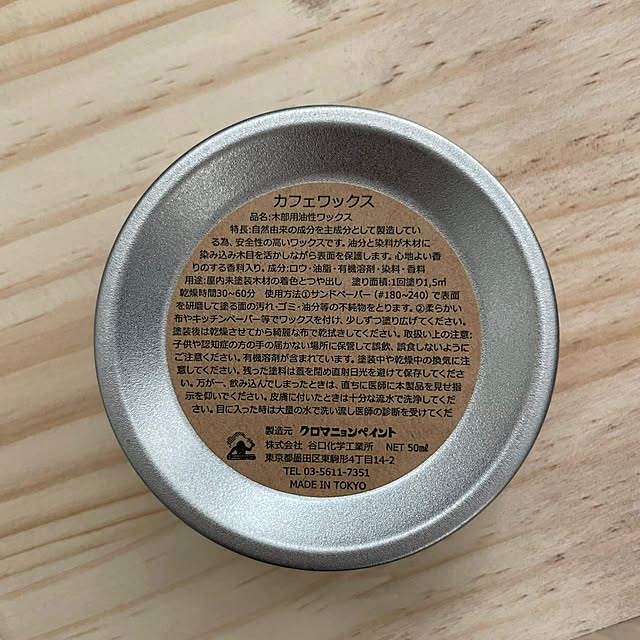 カフェワックス
品名:木部用油性ワックス
特長:自然由来の成分を主成分として製造してい
る為、安全性の高いワックスです。油分と染料が木材に
染み込み木目を活かしながら表面を保護します。心地よい香
りのする香料入り。成分:ロウ・油脂・有機溶剤・染料・香料
用途:屋内未塗装木材の着色とつや出し　塗り面積:1回塗り1,5㎡
乾燥時間30~60分　使用方法①サンドペーパー(#180~240)で表面
を研磨して塗る面の汚れ・ゴミ・油分等の不純物をとります。②柔らかい
布やキッチンペーパー等でワックスを付け、少しずつ塗り広げてください。
塗装後は乾燥させてから綺麗な布で乾拭きしてください。取扱い上の注意:
子供や認知症の方の手の届かない場所に保管して誤飲、誤食しないように
ご注意ください。有機溶剤が含まれています。塗装中や乾燥中の換気に注
意してください。残った塗料は蓋を閉め直射日光を避けて保存してくださ
い。万が一、飲み込んでしまったときは、直ちに医師に本製品を見せ指
示を仰いでください。皮膚に付いたときは十分な流水で洗浄してくだ
さい。目に入った時は大量の水で洗い流し医師の診断を受けてくだ
製造元 クロマニョンペイント
株式会社 谷口化学工業所　NET 50㎖
東京都墨田区東駒形4丁目14-2
TEL 03-5611-7351
MADE IN TOKYO